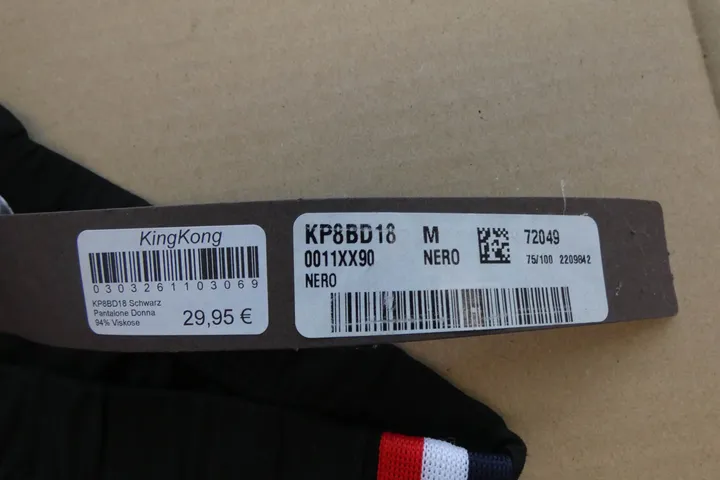 KingKong
0303261103069
KP8BD18 Schwarz
Pantalone Donna
94% Viskose
29,95 €
KP8BD18 M 72049
0011XX90 NERO 75/100 2209842
NERO